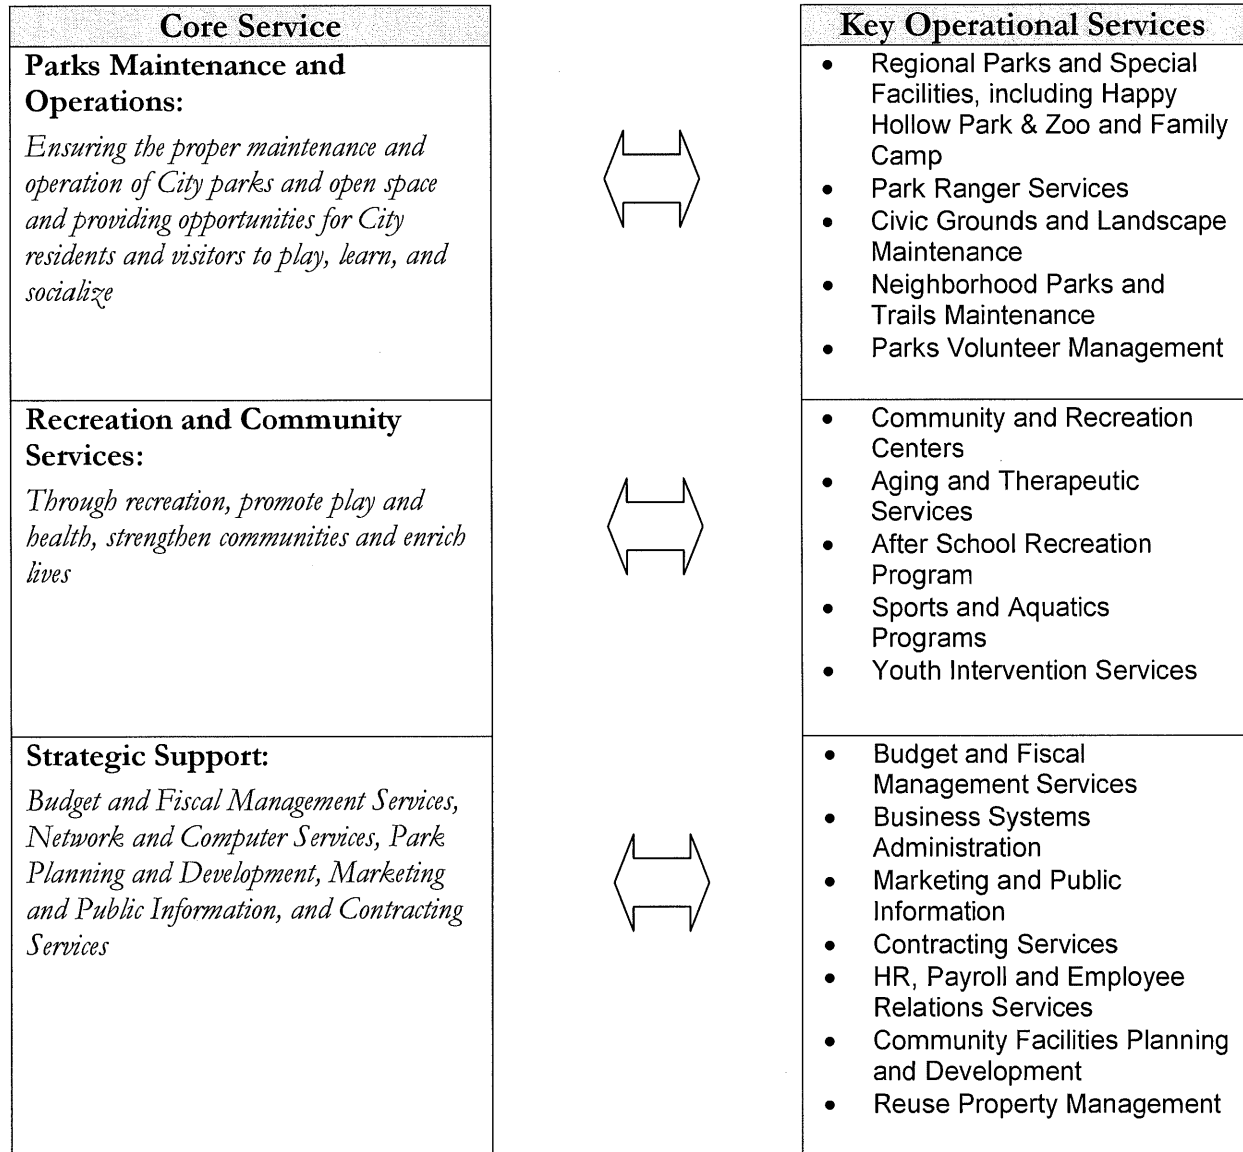 Core Service
Parks Maintenance and
Operations:
Ensuring the proper maintenance and
operation of City parks and open space
and providing opportunities for City
residents and visitors to play, learn, and
socialize
Key Operational Services
• Regional Parks and Special
Facilities, including Happy
Hollow Park & Zoo and Family
Camp
• Park Ranger Services
• Civic Grounds and Landscape
Maintenance
• Neighborhood Parks and
Trails Maintenance
• Parks Volunteer Management
Recreation and Community
Services:
Through recreation, promote play and
health, strengthen communities and enrich
lives
• Community and Recreation
Centers
• Aging and Therapeutic
Services
• After School Recreation
Program
• Sports and Aquatics
Programs
• Youth Intervention Services
Strategic Support:
Budget and Fiscal Management Services,
Network and Computer Services, Park
Planning and Development, Marketing
and Public Information, and Contracting
Services
• Budget and Fiscal
Management Services
• Business Systems
Administration
• Marketing and Public
Information
• Contracting Services
• HR, Payroll and Employee
Relations Services
• Community Facilities Planning
and Development
• Reuse Property Management